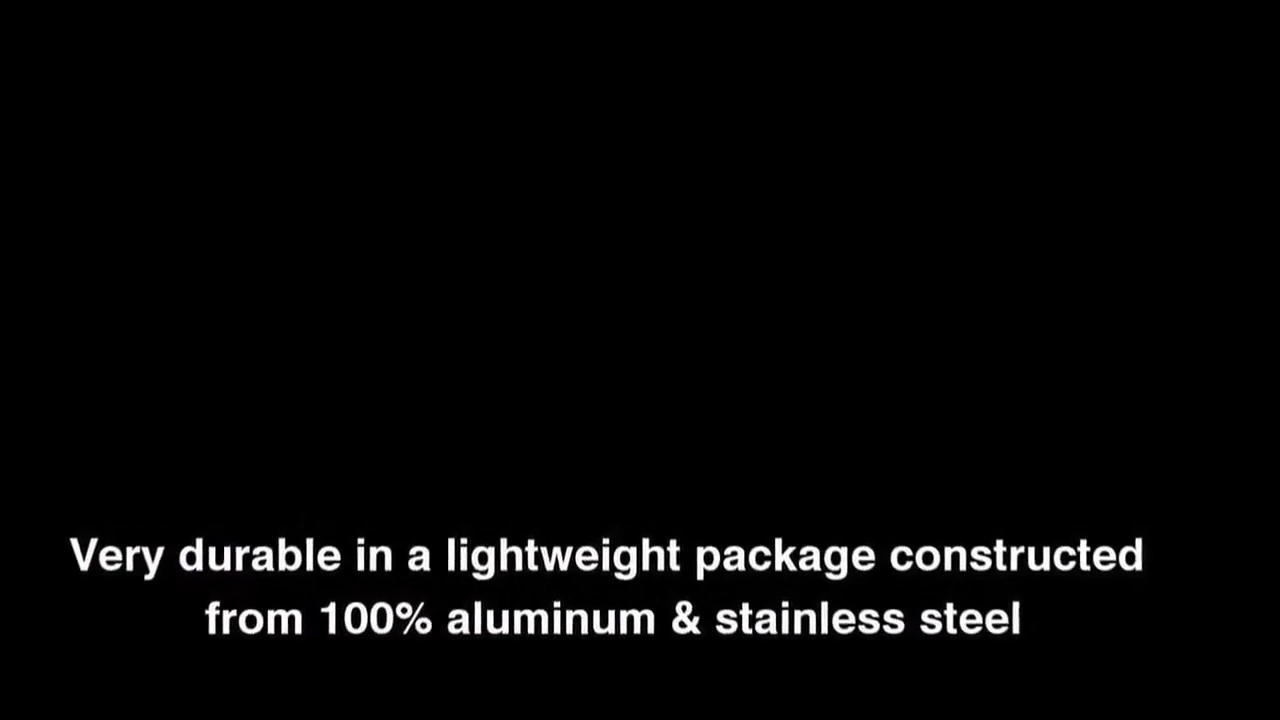 Very durable in a lightweight package constructed
from 100% aluminum & stainless steel